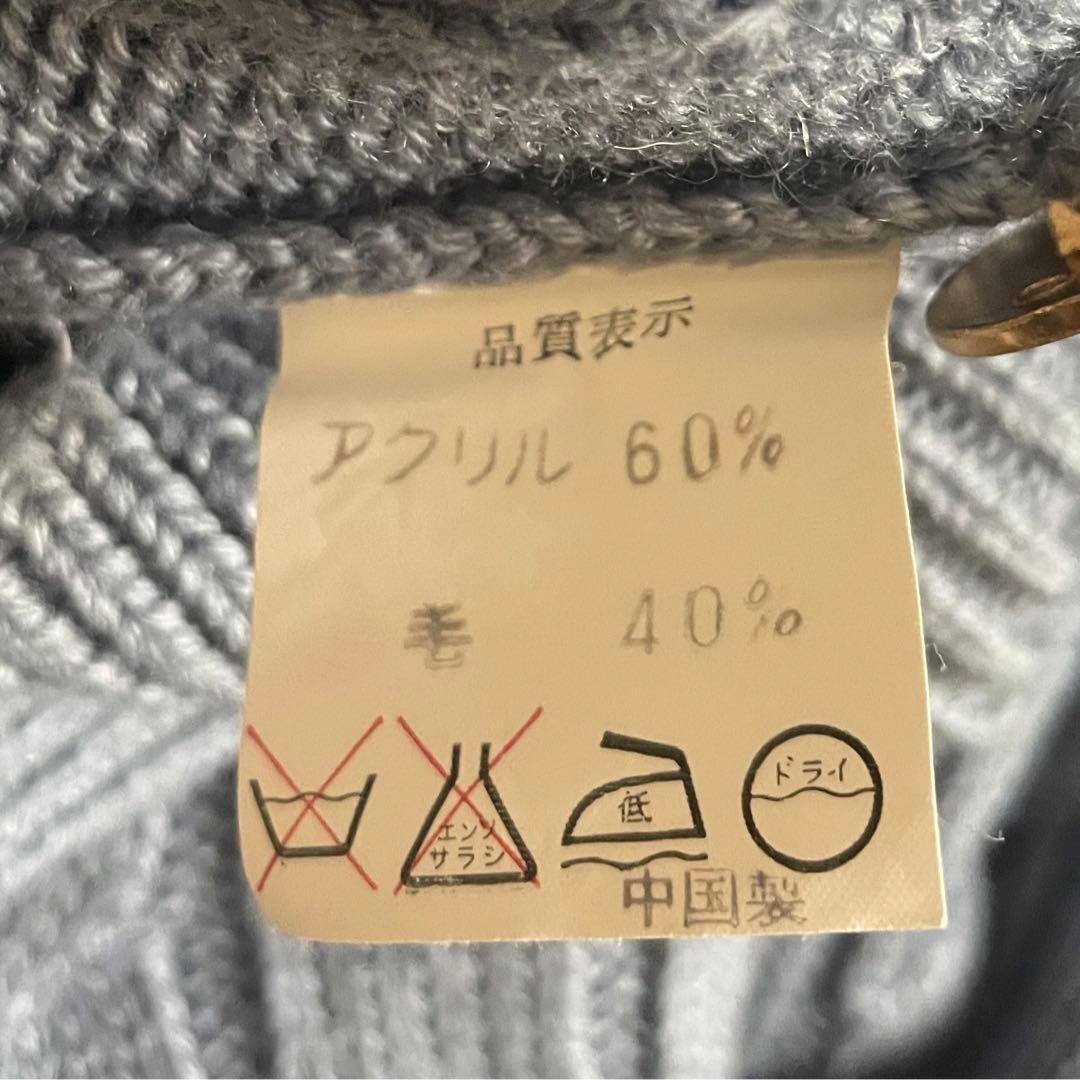 品質表示
アクリル 60%
毛 40%
エンソ
サラシ
低
ドライ
中国製